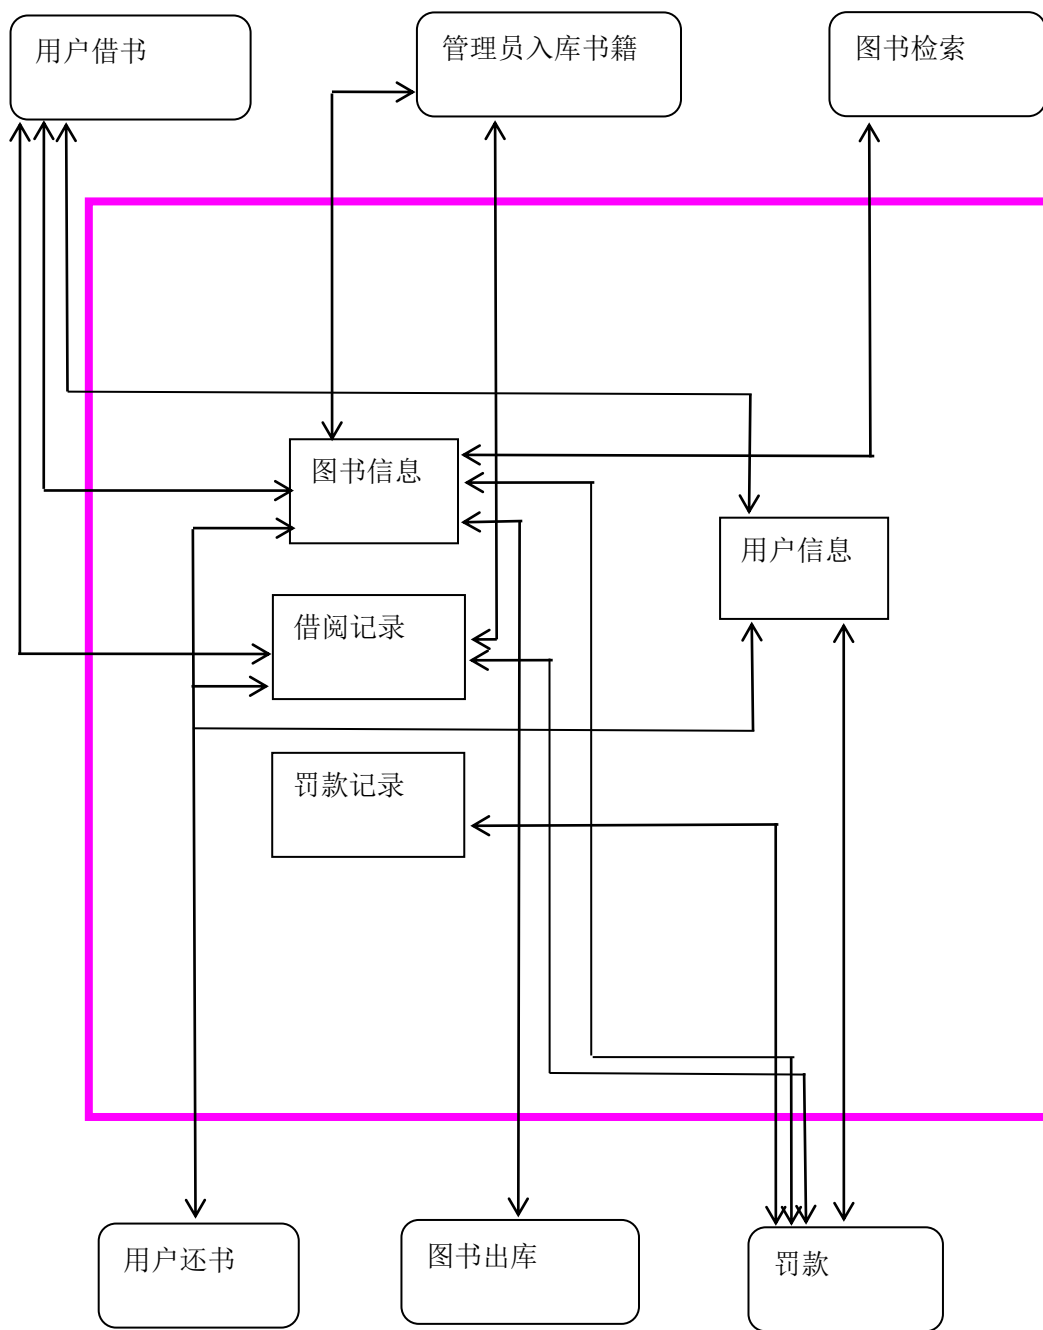 用户借书
管理员入库书籍
图书检索
图书信息
用户信息
借阅记录
罚款记录
用户还书
图书出库
罚款